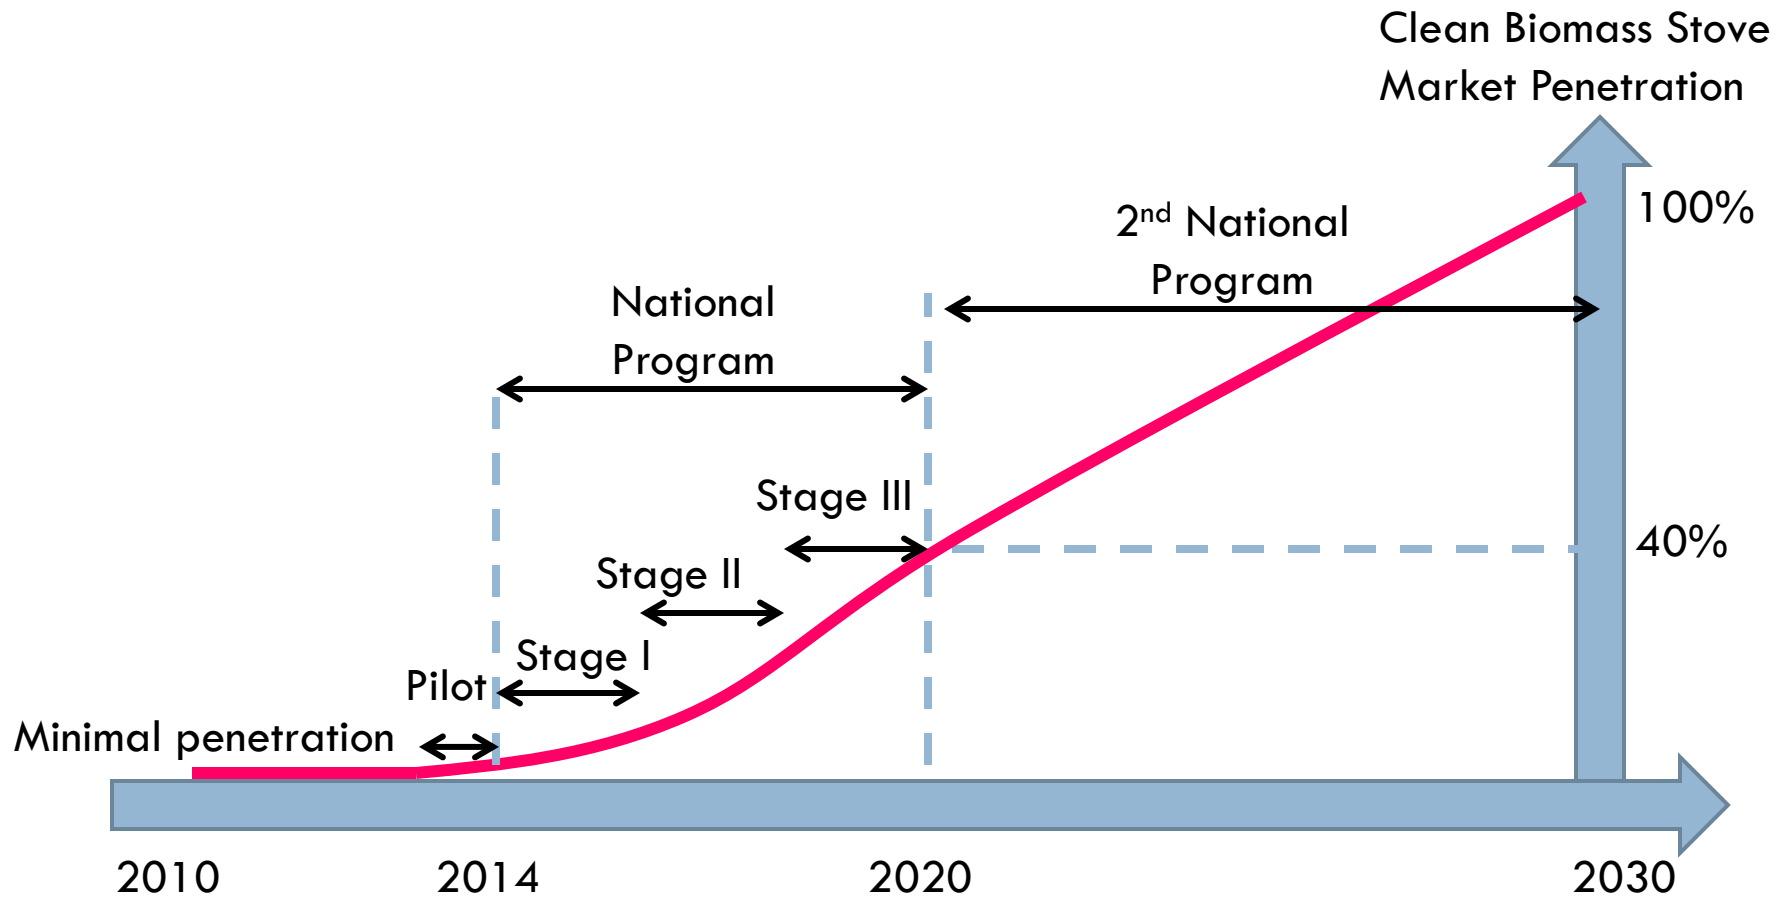 Clean Biomass Stove
Market Penetration
100%
2nd National
Program
National
Program
Stage III
40%
Stage II
Stage I
Pilot
Minimal penetration
2010
2014
2020
2030